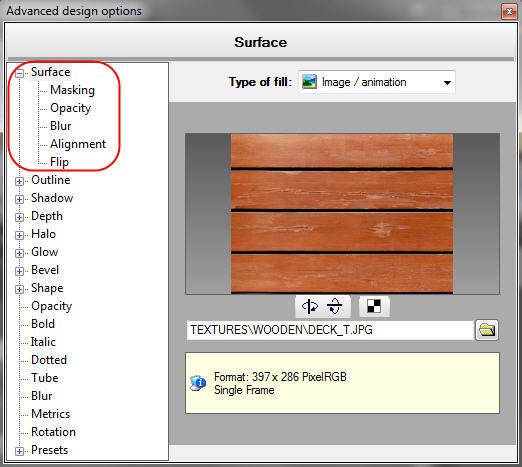 Advanced design options
Surface
Surface
Masking
Opacity
Blur
Alignment
Flip
Outline
Shadow
Depth
Halo
Glow
Bevel
Shape
Opacity
Bold
Italic
Dotted
Tube
Blur
Metrics
Rotation
Presets
Type of fill: Image / animation
TEXTURES\WOODEN\DECK_T.JPG
Format: 397 x 286 PixelRGB
Single Frame